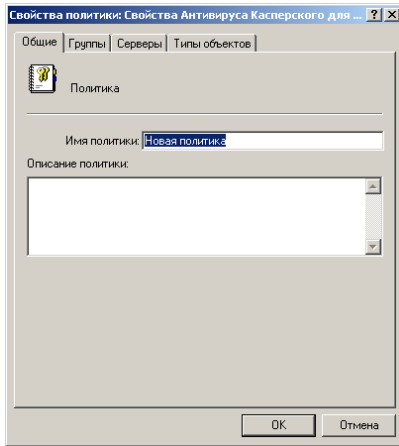 Свойства политики: Свойства Антивируса Касперского для ...
Общие Группы Серверы Типы объектов
Политика
Имя политики: Новая политика
Описание политики:
OK Отмена